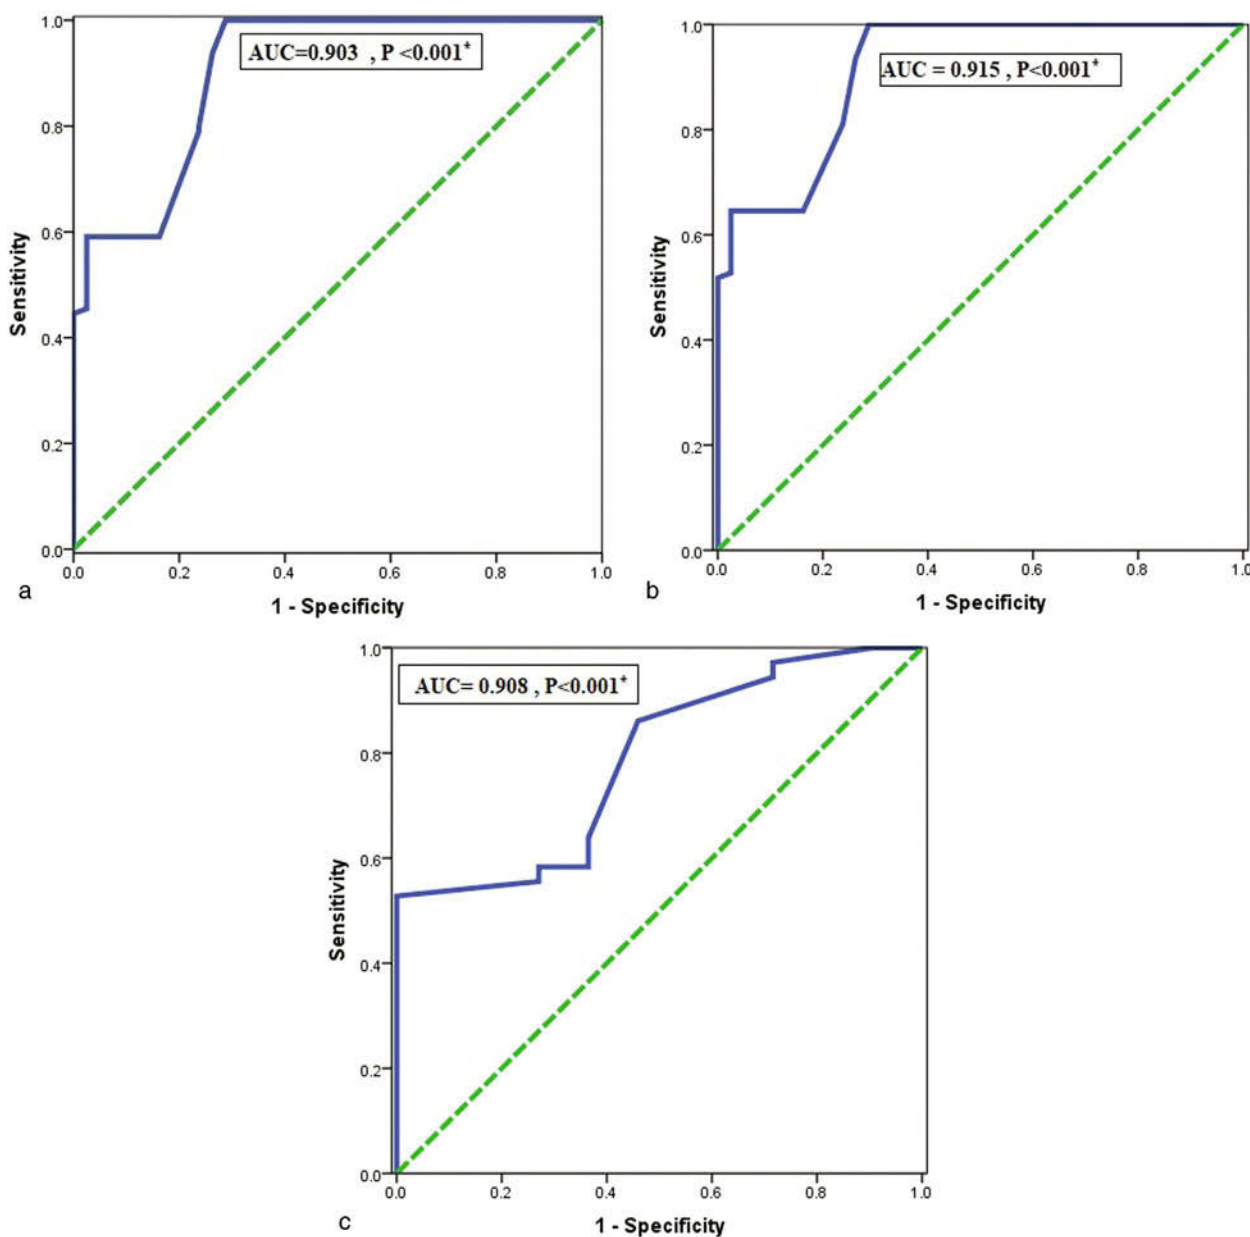 1.0
AUC=0.903 , P <0.001*
0.8
0.6
Sensitivity
0.4
0.2
0.0
0.0 0.2 0.4 0.6 0.8 1.0
a
1 - Specificity
1.0
AUC = 0.915 , P<0.001*
0.8
0.6
Sensitivity
0.4
0.2
0.0
0.0 0.2 0.4 0.6 0.8 1.0
b
1 - Specificity
1.0
AUC= 0.908 , P<0.001*
0.8
0.6
Sensitivity
0.4
0.2
0.0
0.0 0.2 0.4 0.6 0.8 1.0
c
1 - Specificity